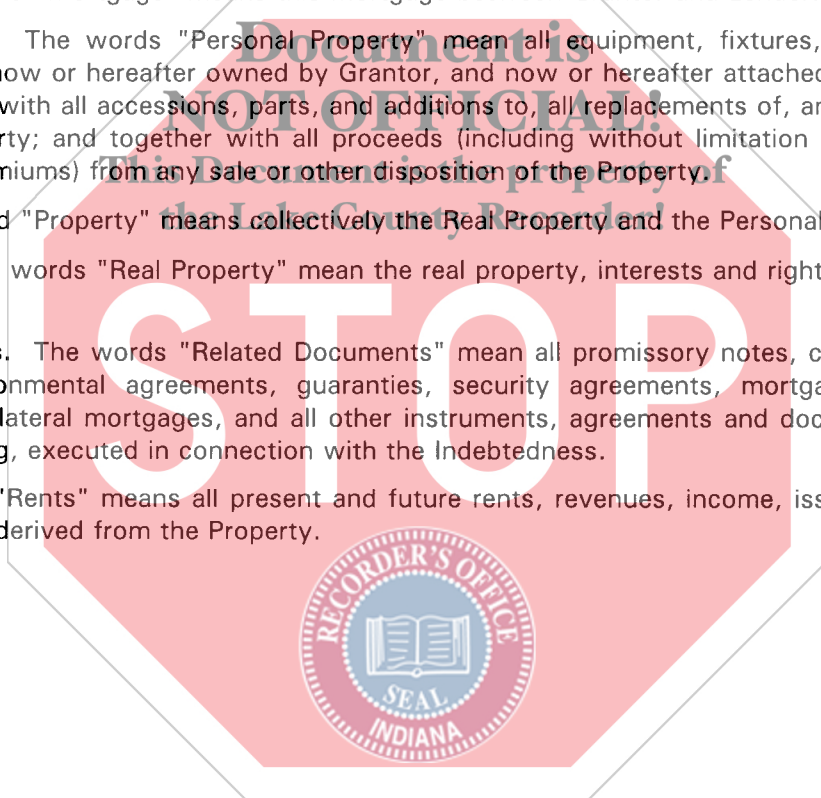 Document is
The words "Personal Property" mean all equipment, fixtures,
now or hereafter owned by Grantor, and now or hereafter attached
with all accessions, parts, and additions to, all replacements of, an
NOT OFFICIAL!
rty; and together with all proceeds (including without limitation
miums) from any sale or other disposition of the Property.
This Document is the property of
the Lake County Recorder!
d "Property" means collectively the Real Property and the Personal
words "Real Property" mean the real property, interests and right
STOP
s. The words "Related Documents" mean all promissory notes, c
onmental agreements, guaranties, security agreements, mortga
lateral mortgages, and all other instruments, agreements and doc
g, executed in connection with the Indebtedness.
"Rents" means all present and future rents, revenues, income, iss
derived from the Property.
RECORDER'S OFFICE
SEAL
INDIANA